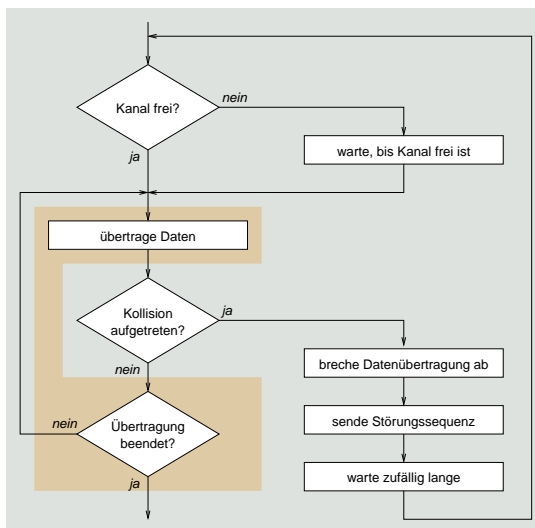 Kanal frei?
nein
ja
warte, bis Kanal frei ist
übertrage Daten
Kollision
aufgetreten?
ja
nein
breche Datenübertragung ab
Übertragung
beendet?
nein
ja
sende Störungssequenz
warte zufällig lange